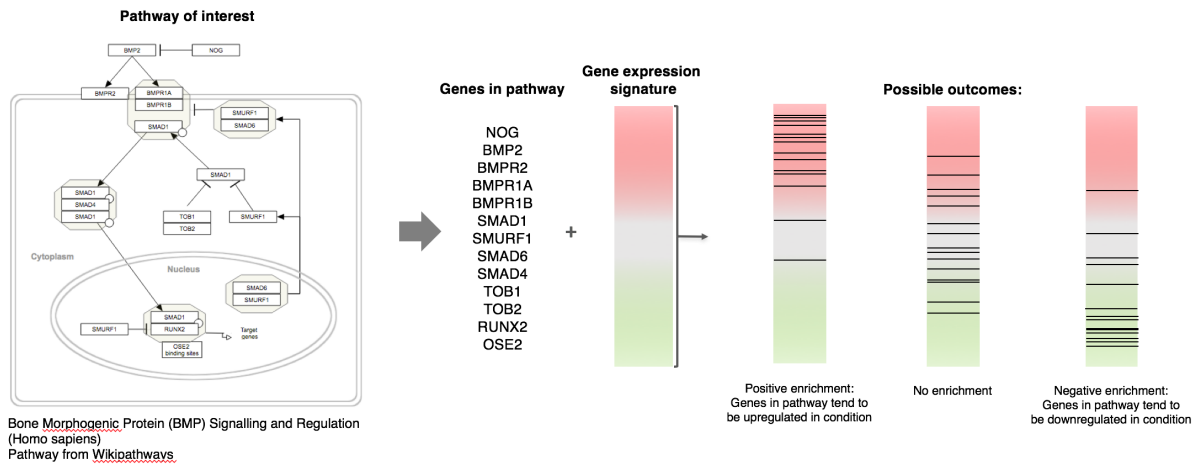 Pathway of interest
BMP2
NOG
BMPR2
BMPR1A
BMPR1B
SMAD1
SMURF1
SMAD6
SMAD1
SMAD1
SMAD4
SMAD1
TOB1
TOB2
SMURF1
Cytoplasm
Nucleus
SMAD6
SMURF1
SMURF1
SMAD1
RUNX2
OSE2
binding sites
Target
genes
Bone Morphogenic Protein (BMP) Signalling and Regulation
(Homo sapiens)
Pathway from Wikipathways
Genes in pathway
NOG
BMP2
BMPR2
BMPR1A
BMPR1B
SMAD1
SMURF1
SMAD6
SMAD4
TOB1
TOB2
RUNX2
OSE2
+
Gene expression
signature
Possible outcomes:
Positive enrichment:
Genes in pathway tend to
be upregulated in condition
No enrichment
Negative enrichment:
Genes in pathway tend to
be downregulated in condition